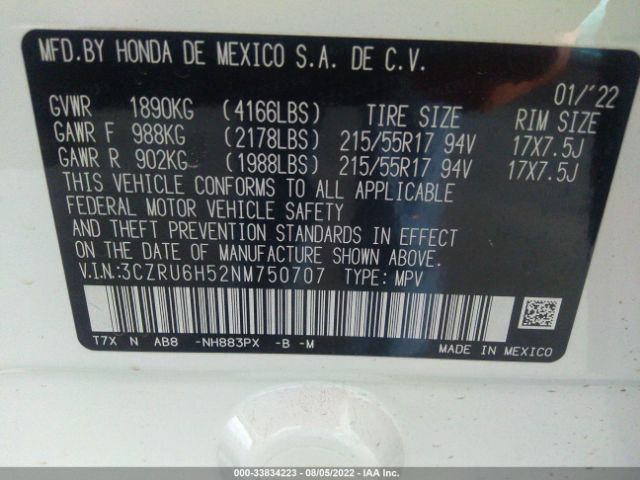 MFD.BY HONDA DE MEXICO S.A. DE C.V.
01/'22
GVWR 1890KG (4166LBS) TIRE SIZE RIM SIZE
GAWR F 988KG (2178LBS) 215/55R17 94V 17X7.5J
GAWR R 902KG (1988LBS) 215/55R17 94V 17X7.5J
THIS VEHICLE CONFORMS TO ALL APPLICABLE
FEDERAL MOTOR VEHICLE SAFETY
AND THEFT PREVENTION STANDARDS IN EFFECT
ON THE DATE OF MANUFACTURE SHOWN ABOVE.
V.I.N.:3CZRU6H52NM750707 TYPE: MPV
T7X N AB8 -NH883PX -B -M MADE IN MEXICO
000-33834223 - 08/05/2022 - IAA Inc.